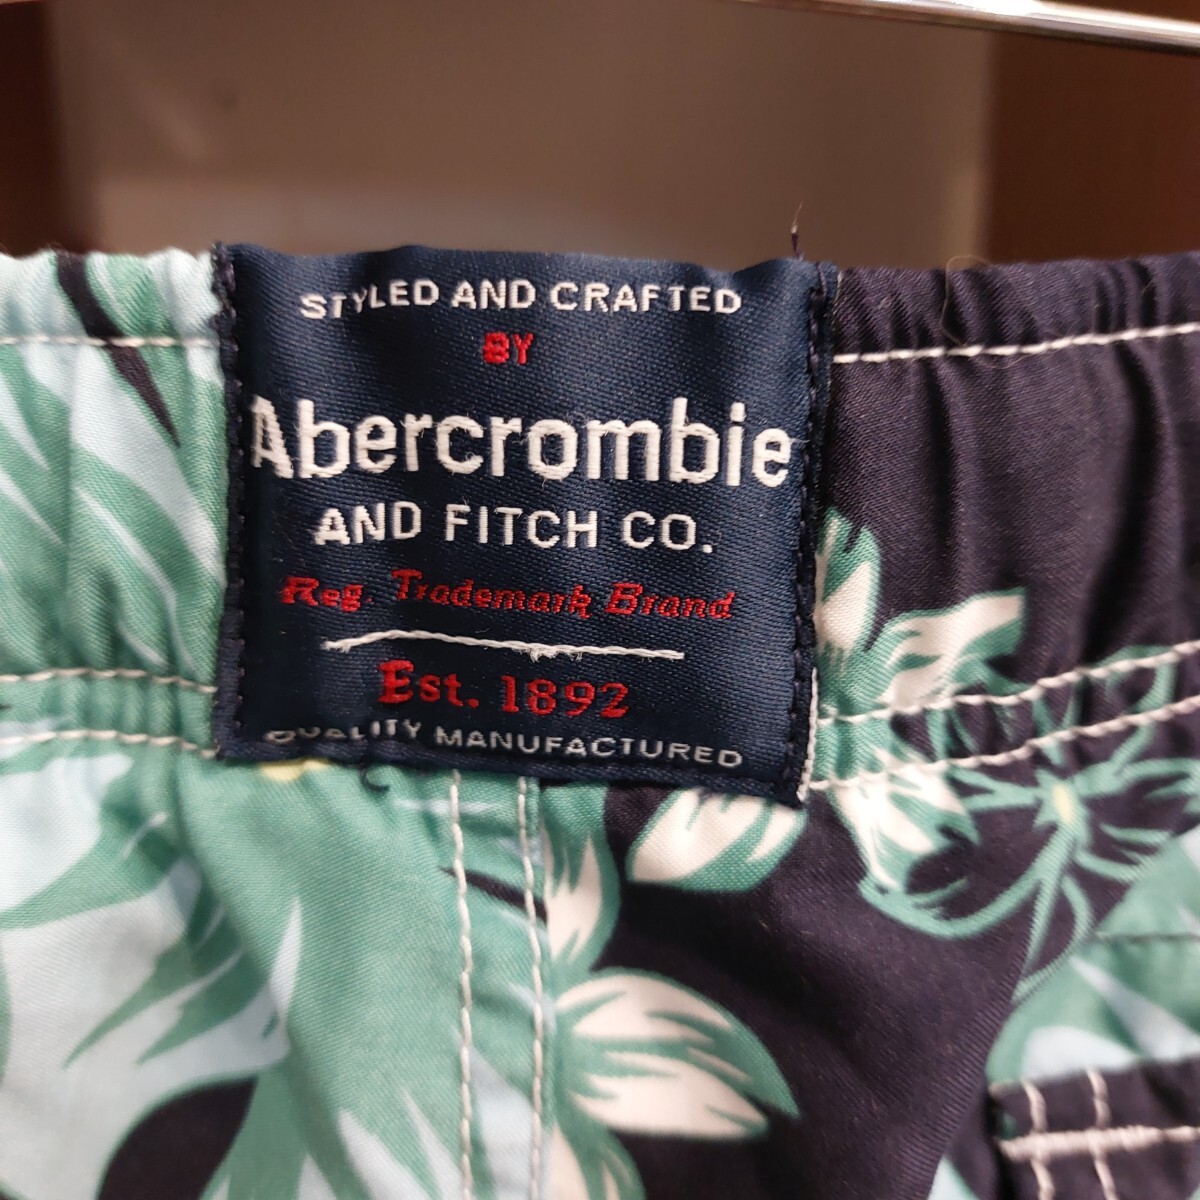 STYLED AND CRAFTED
BY
Abercrombie
AND FITCH CO.
Reg. Trademark Brand
Est. 1892
QUALITY MANUFACTURED